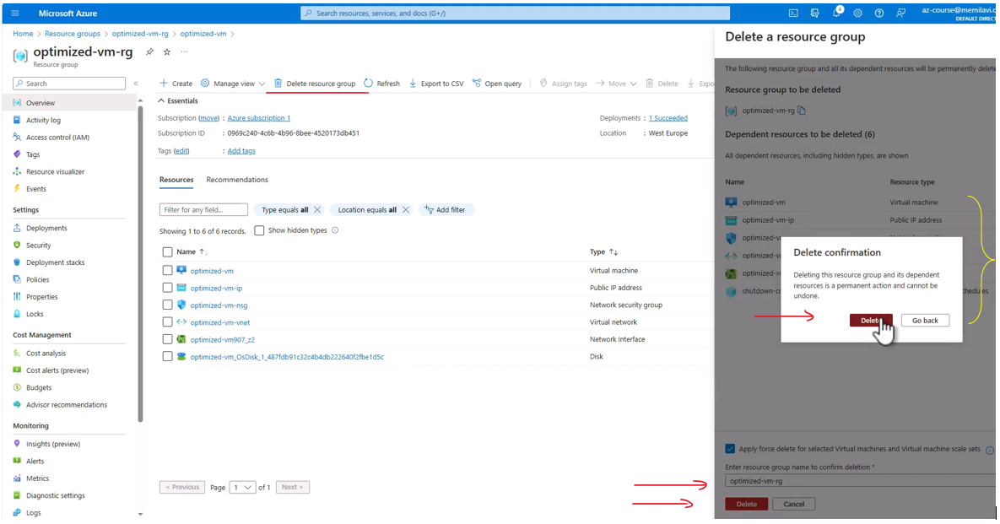 Microsoft Azure
Search resources, services, and docs (G+/)
4
az-course@memilavi.c
DEFAULT DIRECT
Home > Resource groups > optimized-vm-rg > optimized-vm >
optimized-vm-rg
Resource group
Search
Overview
Activity log
Access control (IAM)
Tags
Resource visualizer
Events
Settings
Deployments
Security
Deployment stacks
Policies
Properties
Locks
Cost Management
Cost analysis
Cost alerts (preview)
Budgets
Advisor recommendations
Monitoring
Insights (preview)
Alerts
Metrics
Diagnostic settings
Logs
Create Manage view Delete resource group Refresh Export to CSV Open query Assign tags Move Delete Expo
Essentials
Subscription (move) : Azure subscription 1
Subscription ID : 0969c240-4c6b-4b96-8bee-4520173db451
Tags (edit) : Add tags
Deployments : 1 Succeeded
Location : West Europe
Resources Recommendations
Filter for any field...
Type equals all
Location equals all
Add filter
Showing 1 to 6 of 6 records.
Show hidden types
Name Type
optimized-vm Virtual machine
optimized-vm-ip Public IP address
optimized-vm-nsg Network security group
optimized-vm-vnet Virtual network
optimized-vm907_z2 Network Interface
optimized-vm_OsDisk_1_487fdb91c32c4b4db222640f2fbe1d5c Disk
< Previous Page 1 of 1 Next >
Delete a resource group
The following resource group and all its dependent resources will be permanently delete
Resource group to be deleted
optimized-vm-rg
Dependent resources to be deleted (6)
All dependent resources, including hidden types, are shown
Name Resource type
optimized-vm Virtual machine
optimized-vm-ip Public IP address
optimized-v
optimized-v
optimized-v
shutdown-co chedules
Delete confirmation
Deleting this resource group and its dependent
resources is a permanent action and cannot be
undone.
Delete Go back
Apply force delete for selected Virtual machines and Virtual machine scale sets
Enter resource group name to confirm deletion *
optimized-vm-rg
Delete Cancel